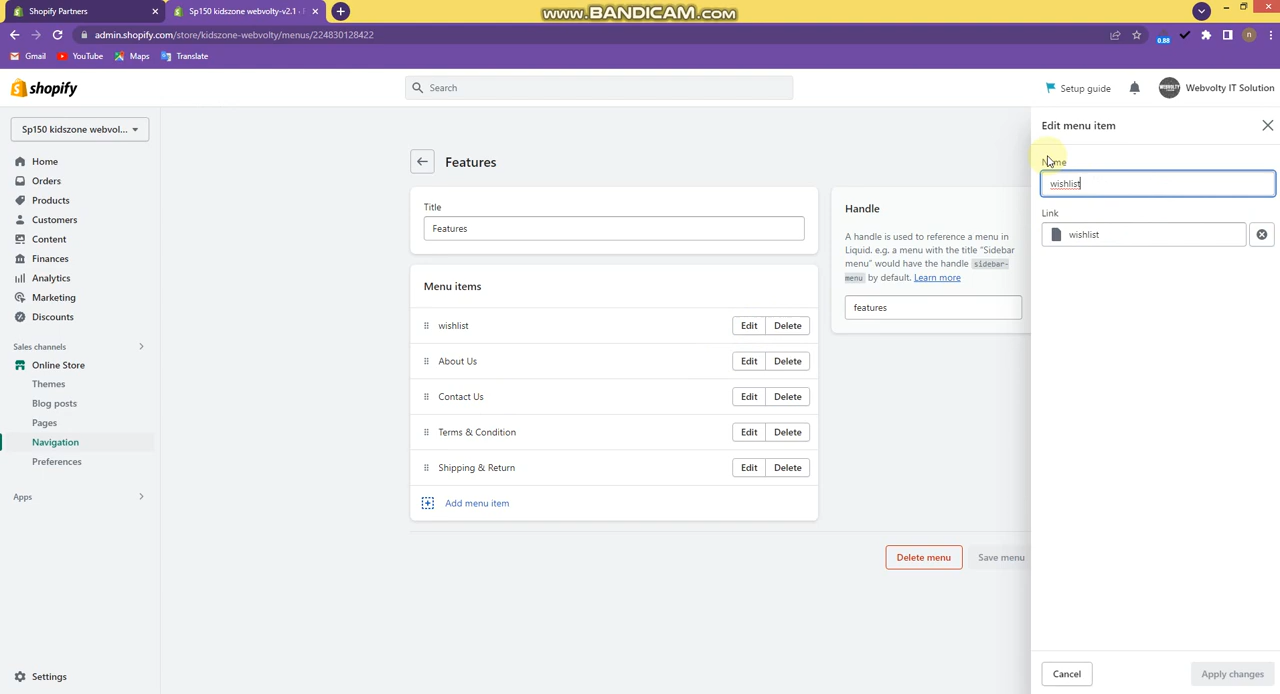 www.BANDICAM.com
Shopify Partners
Sp150 kidszone webvolty-v2.1 -
admin.shopify.com/store/kidszone-webvolty/menus/224830128422
0.88
n
Gmail
YouTube
Maps
Translate
shopify
Search
Setup guide
WEBVOLTY
Webvolty IT Solution
Sp150 kidszone webvol...
Home
Orders
Products
Customers
Content
Finances
Analytics
Marketing
Discounts
Sales channels
Online Store
Themes
Blog posts
Pages
Navigation
Preferences
Apps
Settings
Features
Title
Features
Menu items
wishlist
Edit
Delete
About Us
Edit
Delete
Contact Us
Edit
Delete
Terms & Condition
Edit
Delete
Shipping & Return
Edit
Delete
Add menu item
Handle
A handle is used to reference a menu in
Liquid. e.g. a menu with the title "Sidebar
menu" would have the handle sidebar-
menu by default. Learn more
features
Delete menu
Save menu
Edit menu item
Name
wishlist
Link
wishlist
Cancel
Apply changes